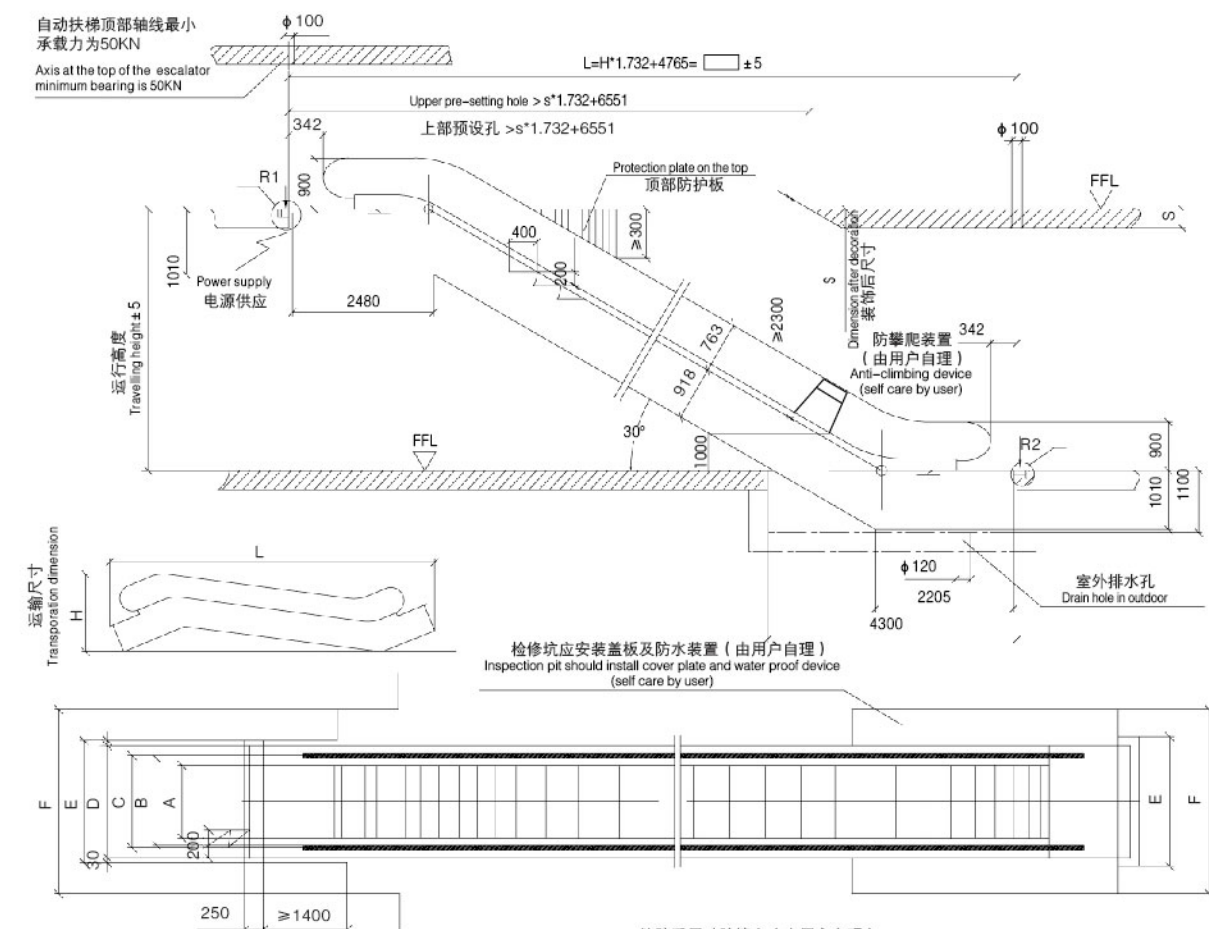 自动扶梯顶部轴线最小
承载力为50KN
Axis at the top of the escalator
minimum bearing is 50KN
ϕ100
L=H*1.732+4765= ±5
Upper pre-setting hole > s*1.732+6551
上部预设孔 >s*1.732+6551
342
ϕ100
R1
900
Protection plate on the top
顶部防护板
FFL
S
400
≥300
200
1010
Power supply
电源供应
2480
S
Dimension after decoration
装饰后尺寸
≥2300
763
918
运行高度
Travelling height±5
防攀爬装置
(由用户自理)
Anti-climbing device
(self care by user)
342
30°
FFL
1000
R2
900
1010
1100
ϕ120
2205
4300
室外排水孔
Drain hole in outdoor
运输尺寸
Transporation dimension
L
H
检修坑应安装盖板及防水装置(由用户自理)
Inspection pit should install cover plate and water proof device
(self care by user)
F
E
D
C
B
A
200
30
E
F
250
≥1400